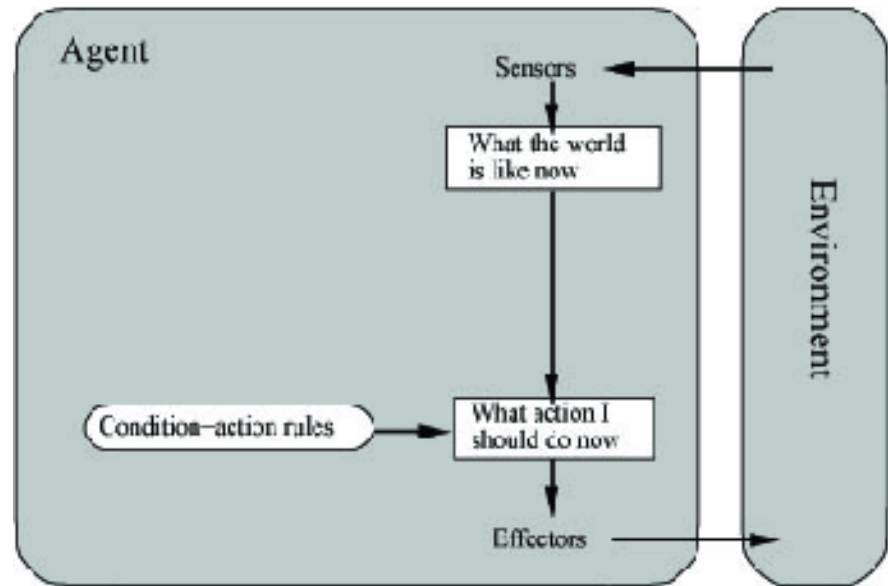 Agent
Sensors
What the world
is like now
Environment
Condition-action rules
What action I
should do now
Effectors